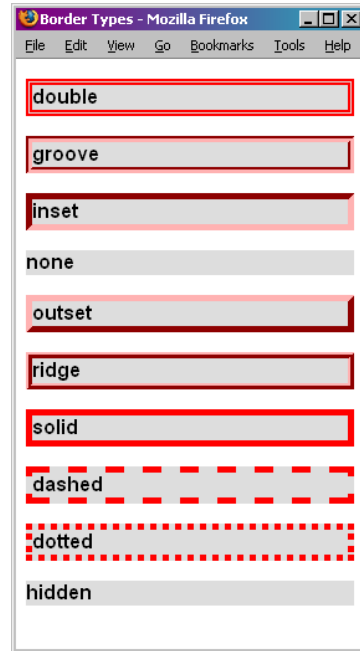 Border Types - Mozilla Firefox
File Edit View Go Bookmarks Tools Help
double
groove
inset
none
outset
ridge
solid
dashed
dotted
hidden